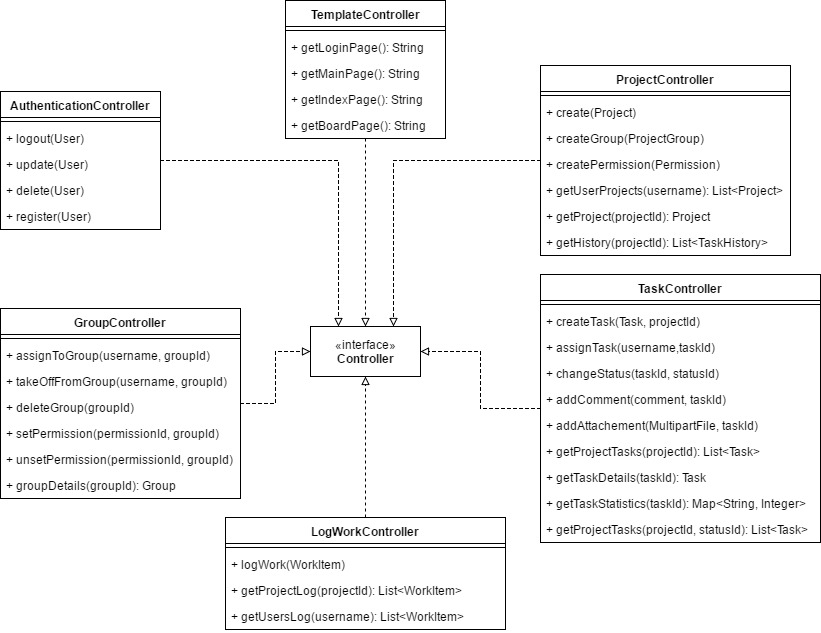 TemplateController
+ getLoginPage(): String
+ getMainPage(): String
+ getIndexPage(): String
+ getBoardPage(): String
AuthenticationController
+ logout(User)
+ update(User)
+ delete(User)
+ register(User)
ProjectController
+ create(Project)
+ createGroup(ProjectGroup)
+ createPermission(Permission)
+ getUserProjects(username): List<Project>
+ getProject(projectId): Project
+ getHistory(projectId): List<TaskHistory>
GroupController
+ assignToGroup(username, groupId)
+ takeOffFromGroup(username, groupId)
+ deleteGroup(groupId)
+ setPermission(permissionId, groupId)
+ unsetPermission(permissionId, groupId)
+ groupDetails(groupId): Group
«interface»
Controller
TaskController
+ createTask(Task, projectId)
+ assignTask(username,taskId)
+ changeStatus(taskId, statusId)
+ addComment(comment, taskId)
+ addAttachement(MultipartFile, taskId)
+ getProjectTasks(projectId): List<Task>
+ getTaskDetails(taskId): Task
+ getTaskStatistics(taskId): Map<String, Integer>
+ getProjectTasks(projectId, statusId): List<Task>
LogWorkController
+ logWork(WorkItem)
+ getProjectLog(projectId): List<WorkItem>
+ getUsersLog(username): List<WorkItem>